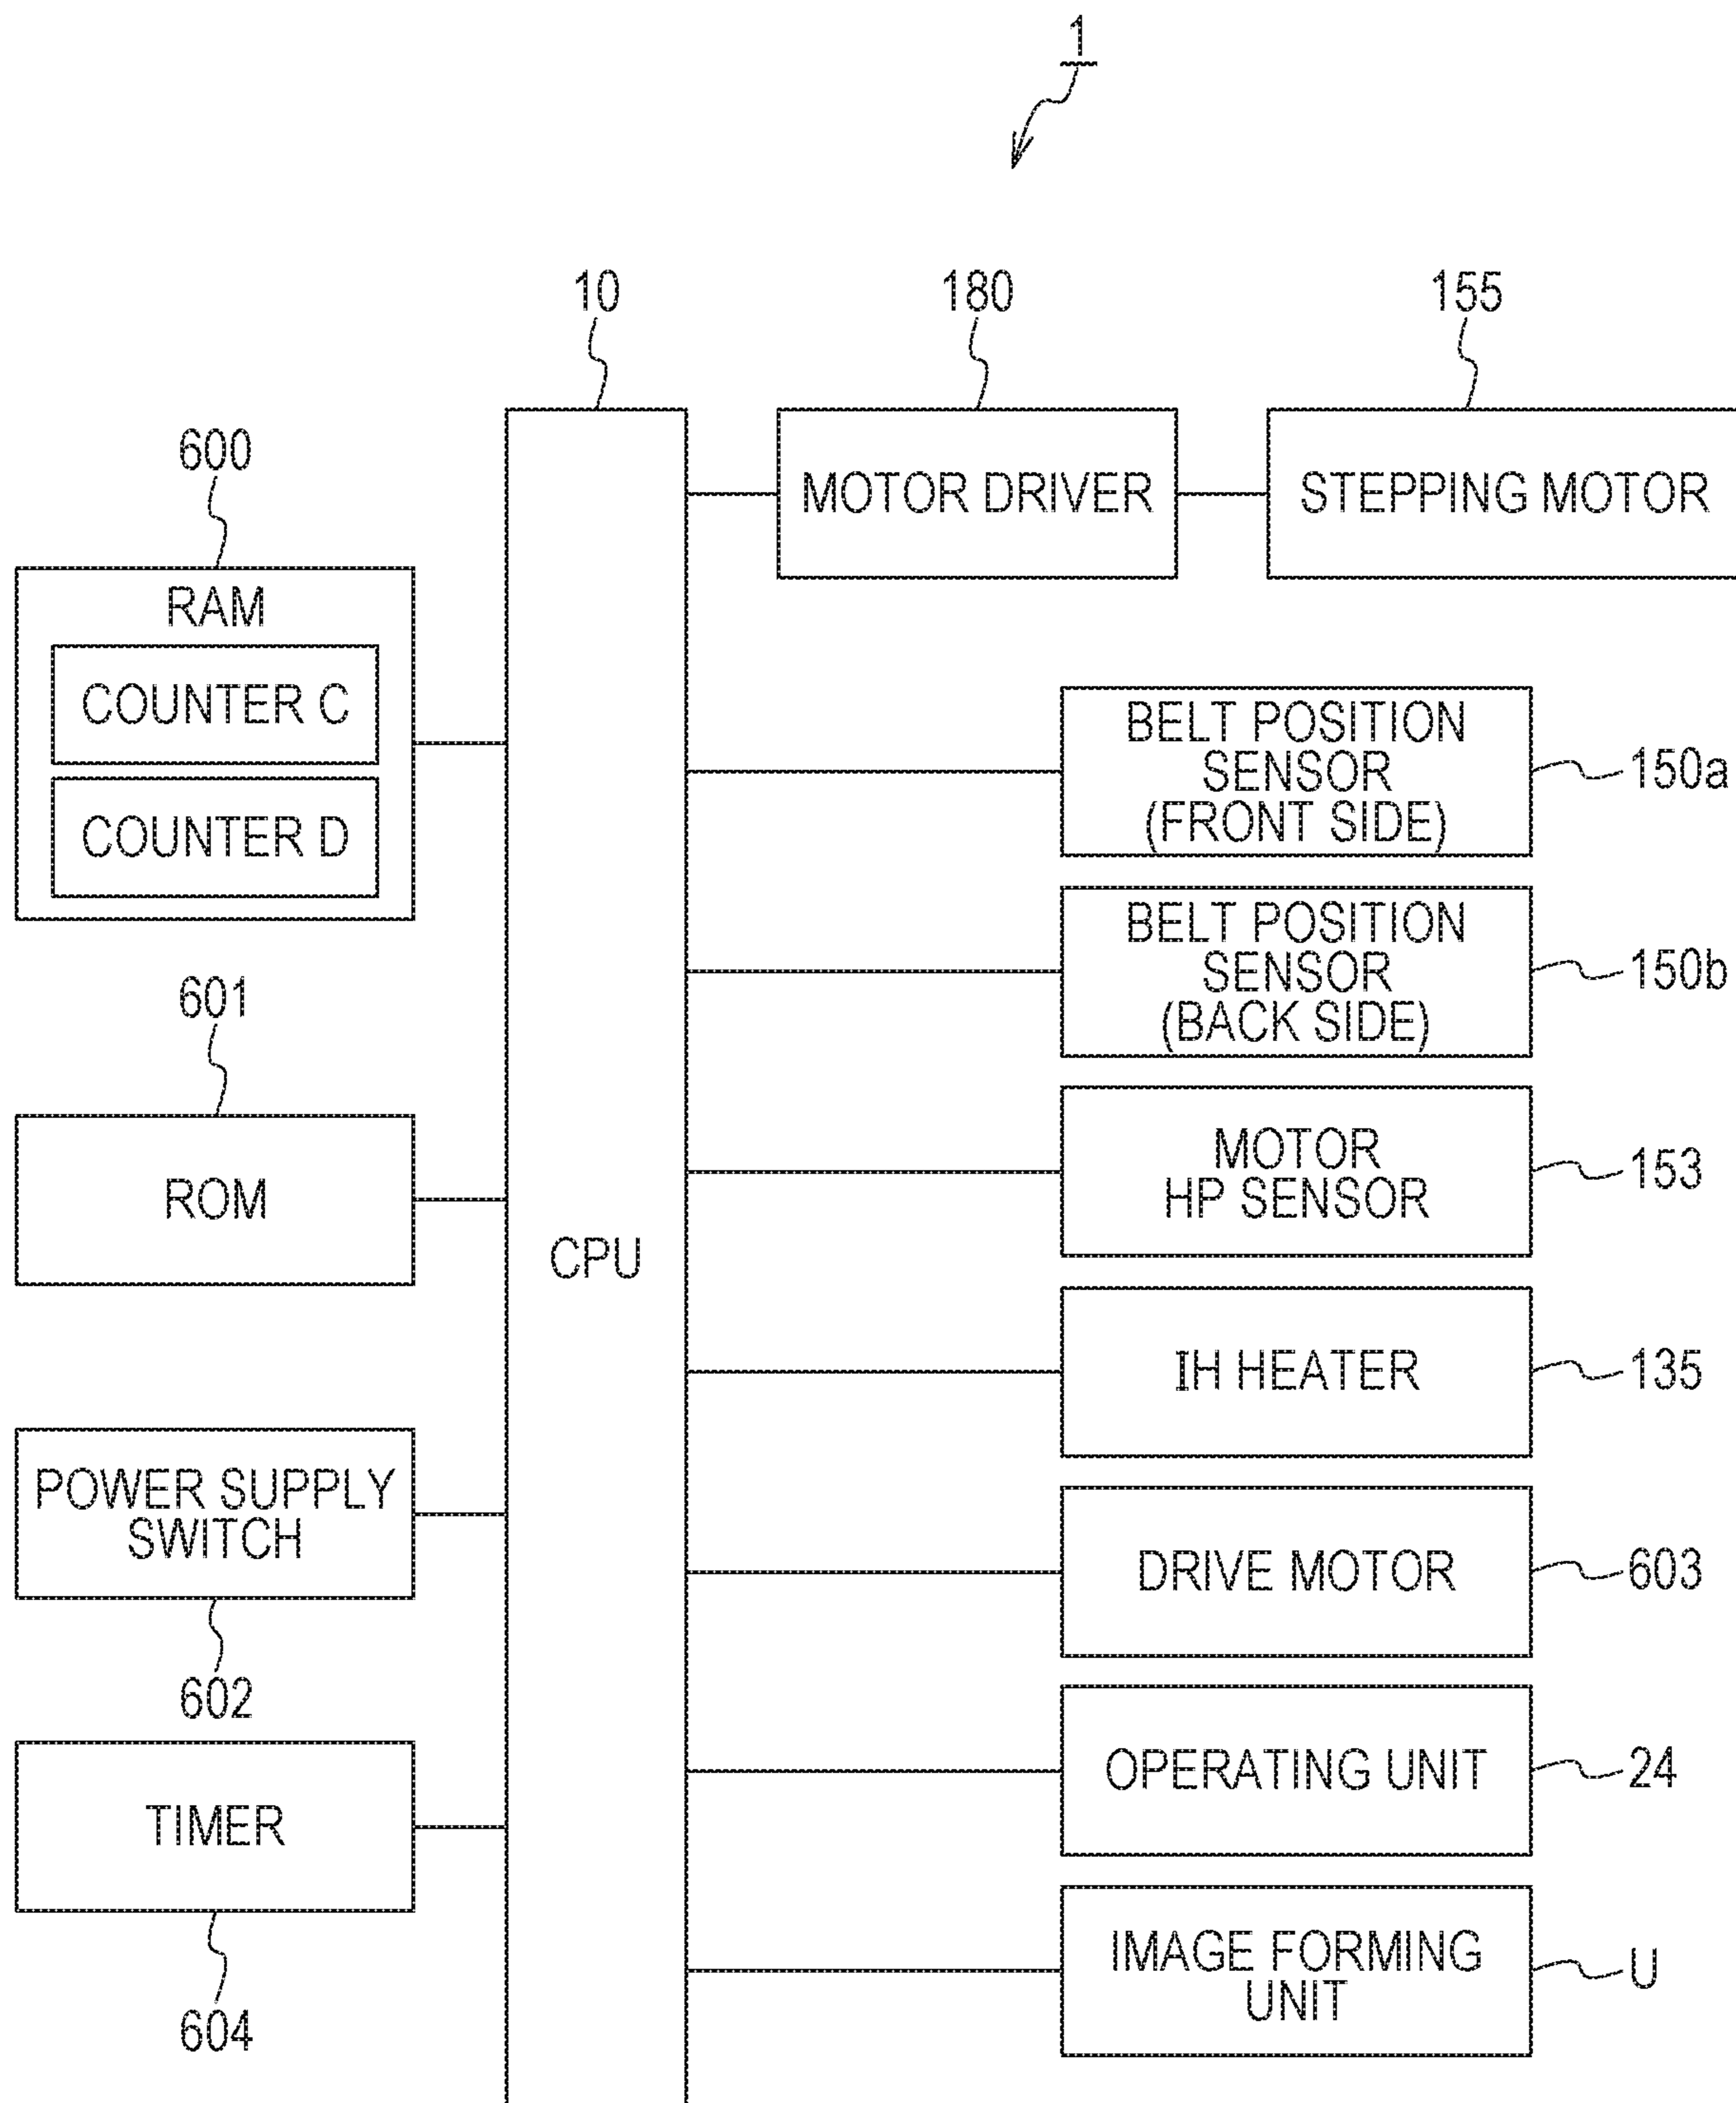 1
10
180
155
600
MOTOR DRIVER
STEPPING MOTOR
RAM
COUNTER C
COUNTER D
BELT POSITION
SENSOR
(FRONT SIDE)
150a
BELT POSITION
SENSOR
(BACK SIDE)
150b
601
ROM
CPU
MOTOR
HP SENSOR
153
IH HEATER
135
POWER SUPPLY
SWITCH
602
DRIVE MOTOR
603
TIMER
604
OPERATING UNIT
24
IMAGE FORMING
UNIT
U